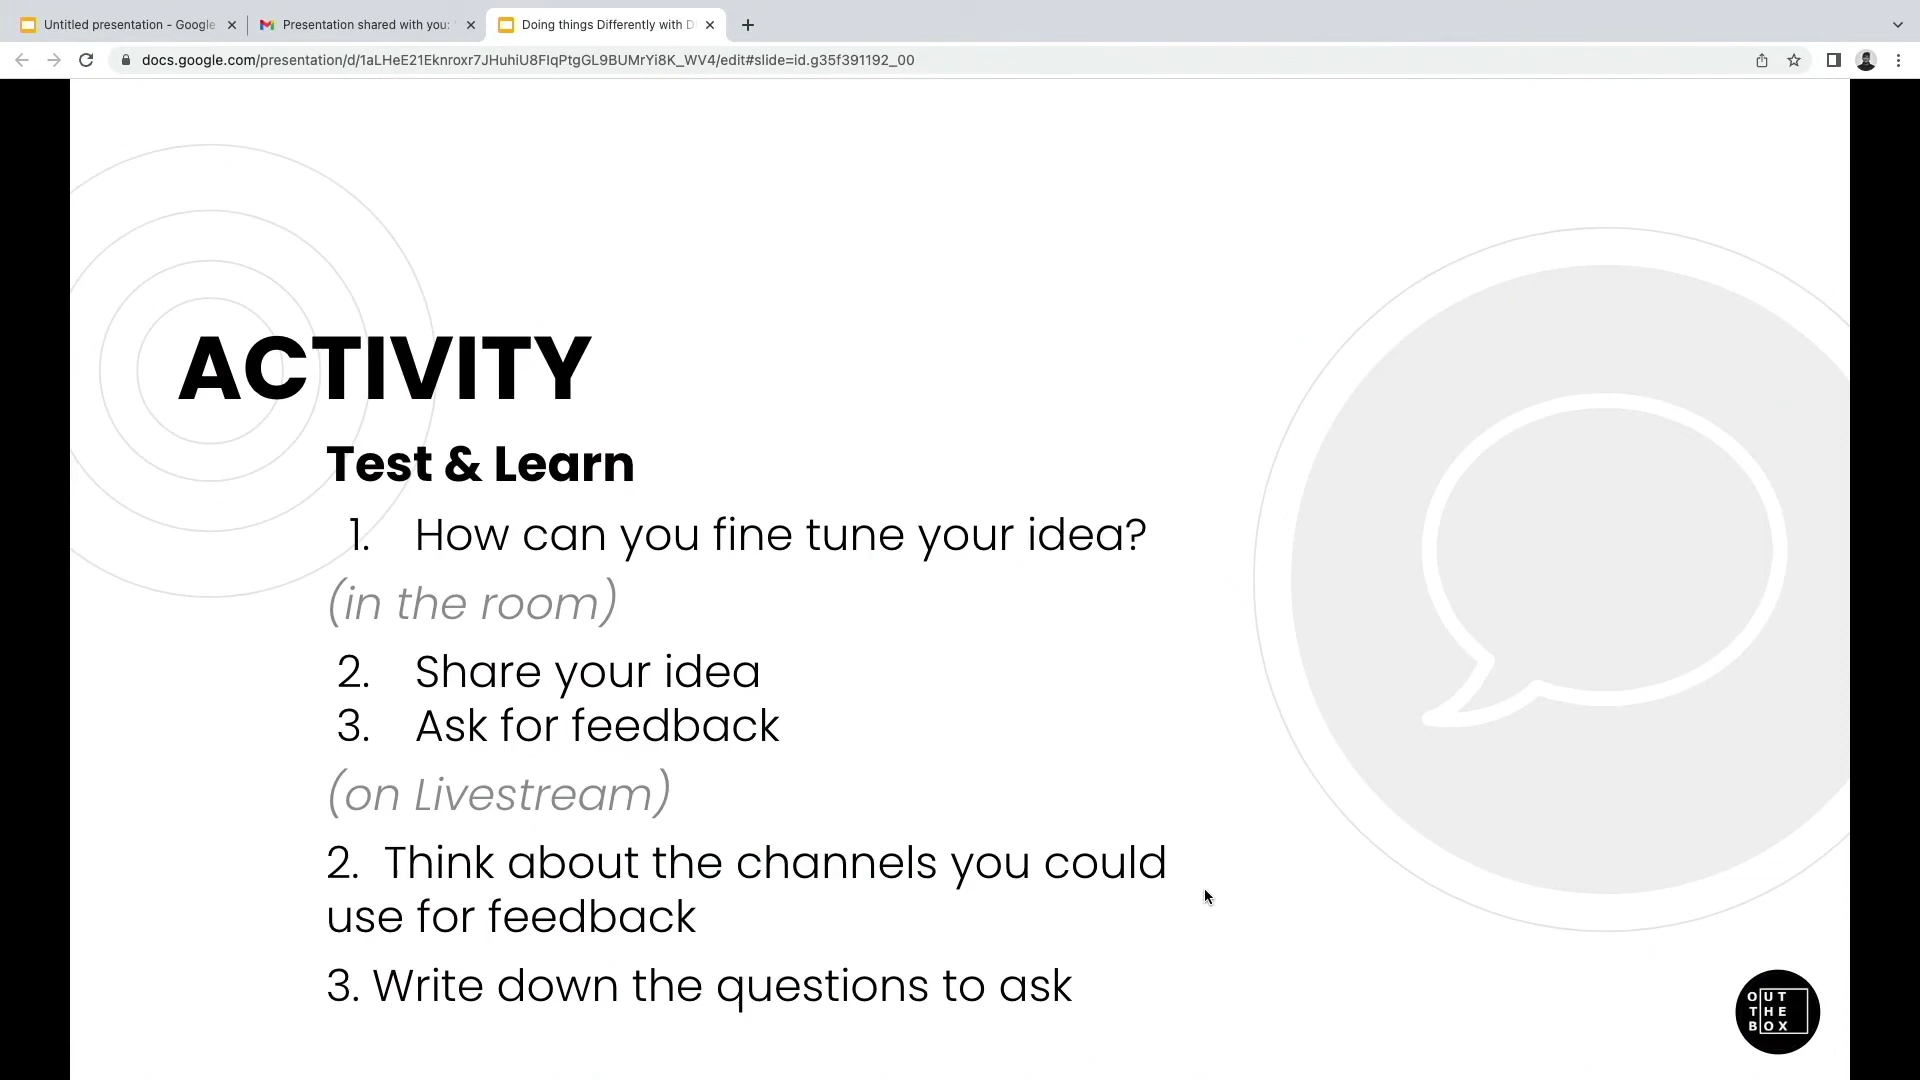 Untitled presentation - Google
Presentation shared with you:
Doing things Differently with D
docs.google.com/presentation/d/1aLHeE21Eknroxr7JHuhiU8FIqPtgGL9BUMrYi8K_WV4/edit#slide=id.g35f391192_00
ACTIVITY
Test & Learn
1. How can you fine tune your idea?
(in the room)
2. Share your idea
3. Ask for feedback
(on Livestream)
2. Think about the channels you could
use for feedback
3. Write down the questions to ask
OUT
THE
BOX